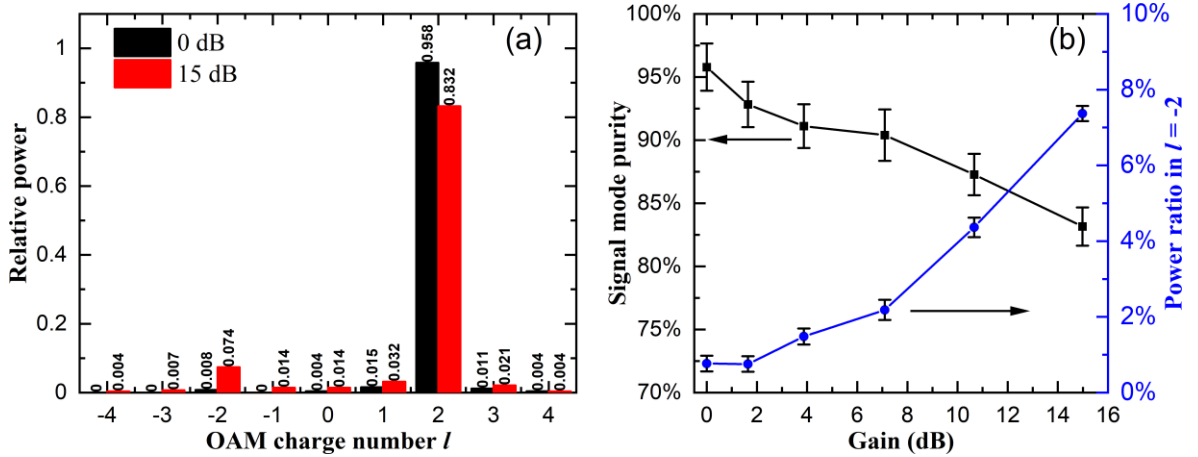 (a)
0 dB
15 dB
Relative power
1
0.8
0.6
0.4
0.2
0
0 0.004 0 0.007 0.008 0.074 0 0.014 0.004 0.014 0.015 0.032 0.958 0.832 0.011 0.021 0.004 0.004
-4 -3 -2 -1 0 1 2 3 4
OAM charge number l
(b)
Signal mode purity
100%
95%
90%
85%
80%
75%
70%
0 2 4 6 8 10 12 14 16
Gain (dB)
10%
8%
6%
4%
2%
0%
Power ratio in l = -2